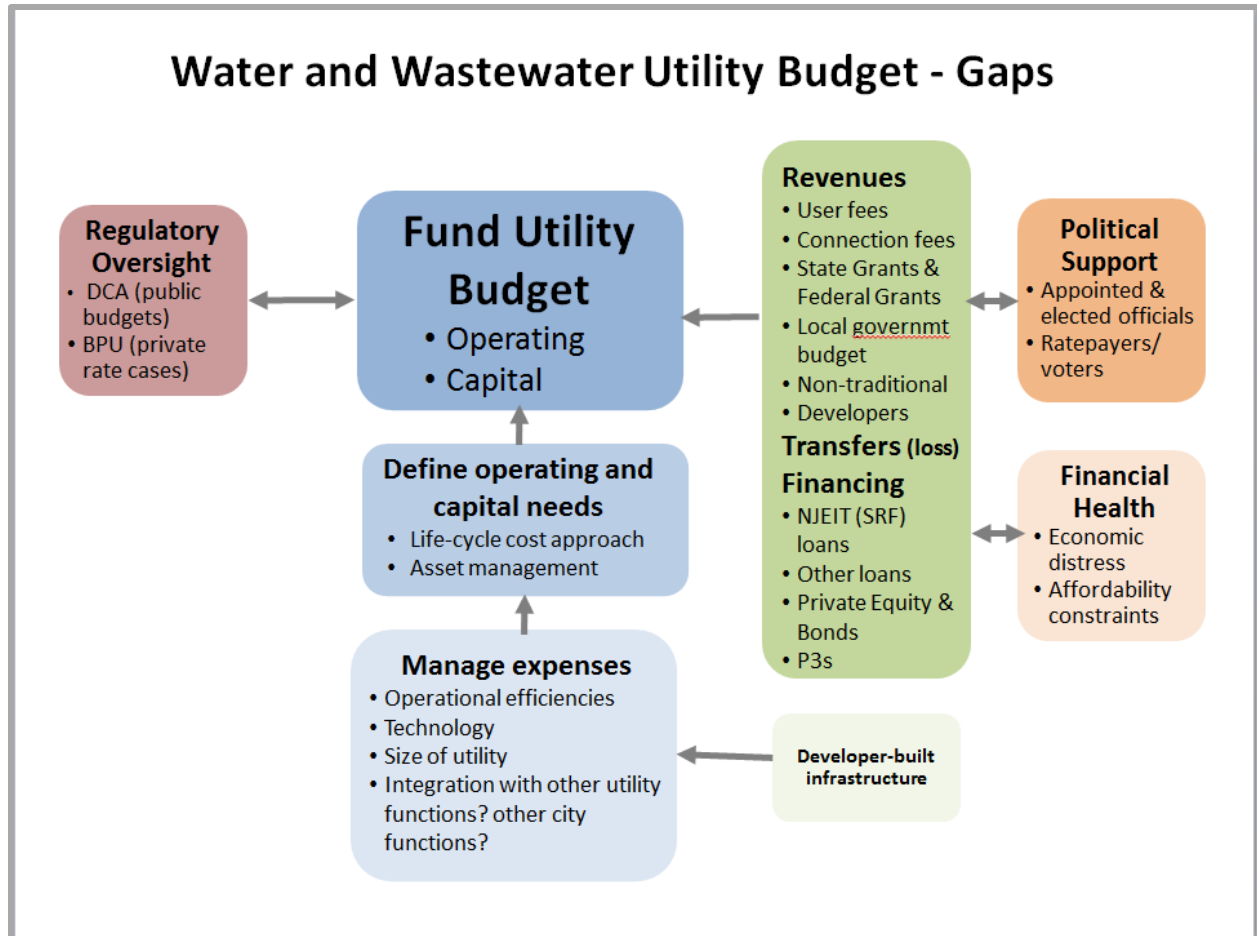 Water and Wastewater Utility Budget - Gaps
Regulatory
Oversight
• DCA (public
budgets)
• BPU (private
rate cases)
Fund Utility
Budget
• Operating
• Capital
Define operating and
capital needs
• Life-cycle cost approach
• Asset management
Manage expenses
• Operational efficiencies
• Technology
• Size of utility
• Integration with other utility
functions? other city
functions?
Revenues
• User fees
• Connection fees
• State Grants &
Federal Grants
• Local governmt
budget
• Non-traditional
• Developers
Transfers (loss)
Financing
• NJEIT (SRF)
loans
• Other loans
• Private Equity &
Bonds
• P3s
Developer-built
infrastructure
Political
Support
• Appointed &
elected officials
• Ratepayers/
voters
Financial
Health
• Economic
distress
• Affordability
constraints